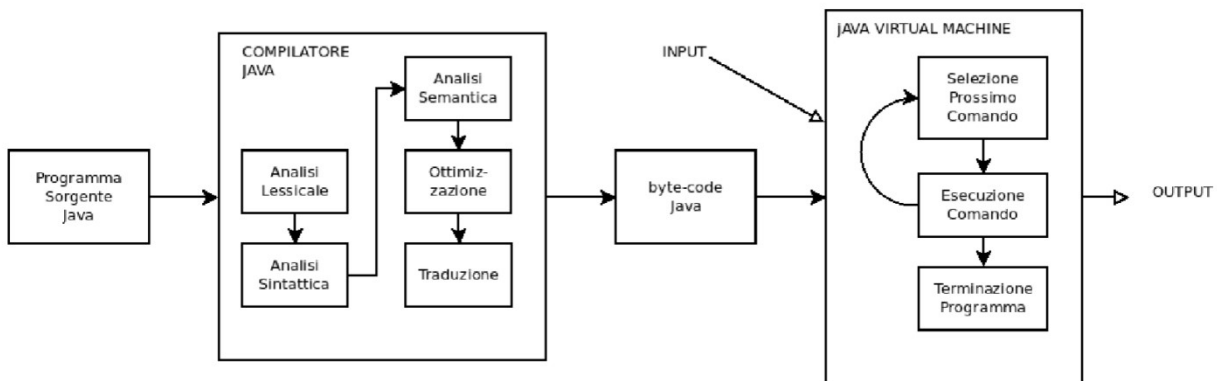 Programma
Sorgente
Java
COMPILATORE
JAVA
Analisi
Lessicale
Analisi
Sintattica
Analisi
Semantica
Ottimiz-
zazione
Traduzione
byte-code
Java
INPUT
jAVA VIRTUAL MACHINE
Selezione
Prossimo
Comando
Esecuzione
Comando
Terminazione
Programma
OUTPUT